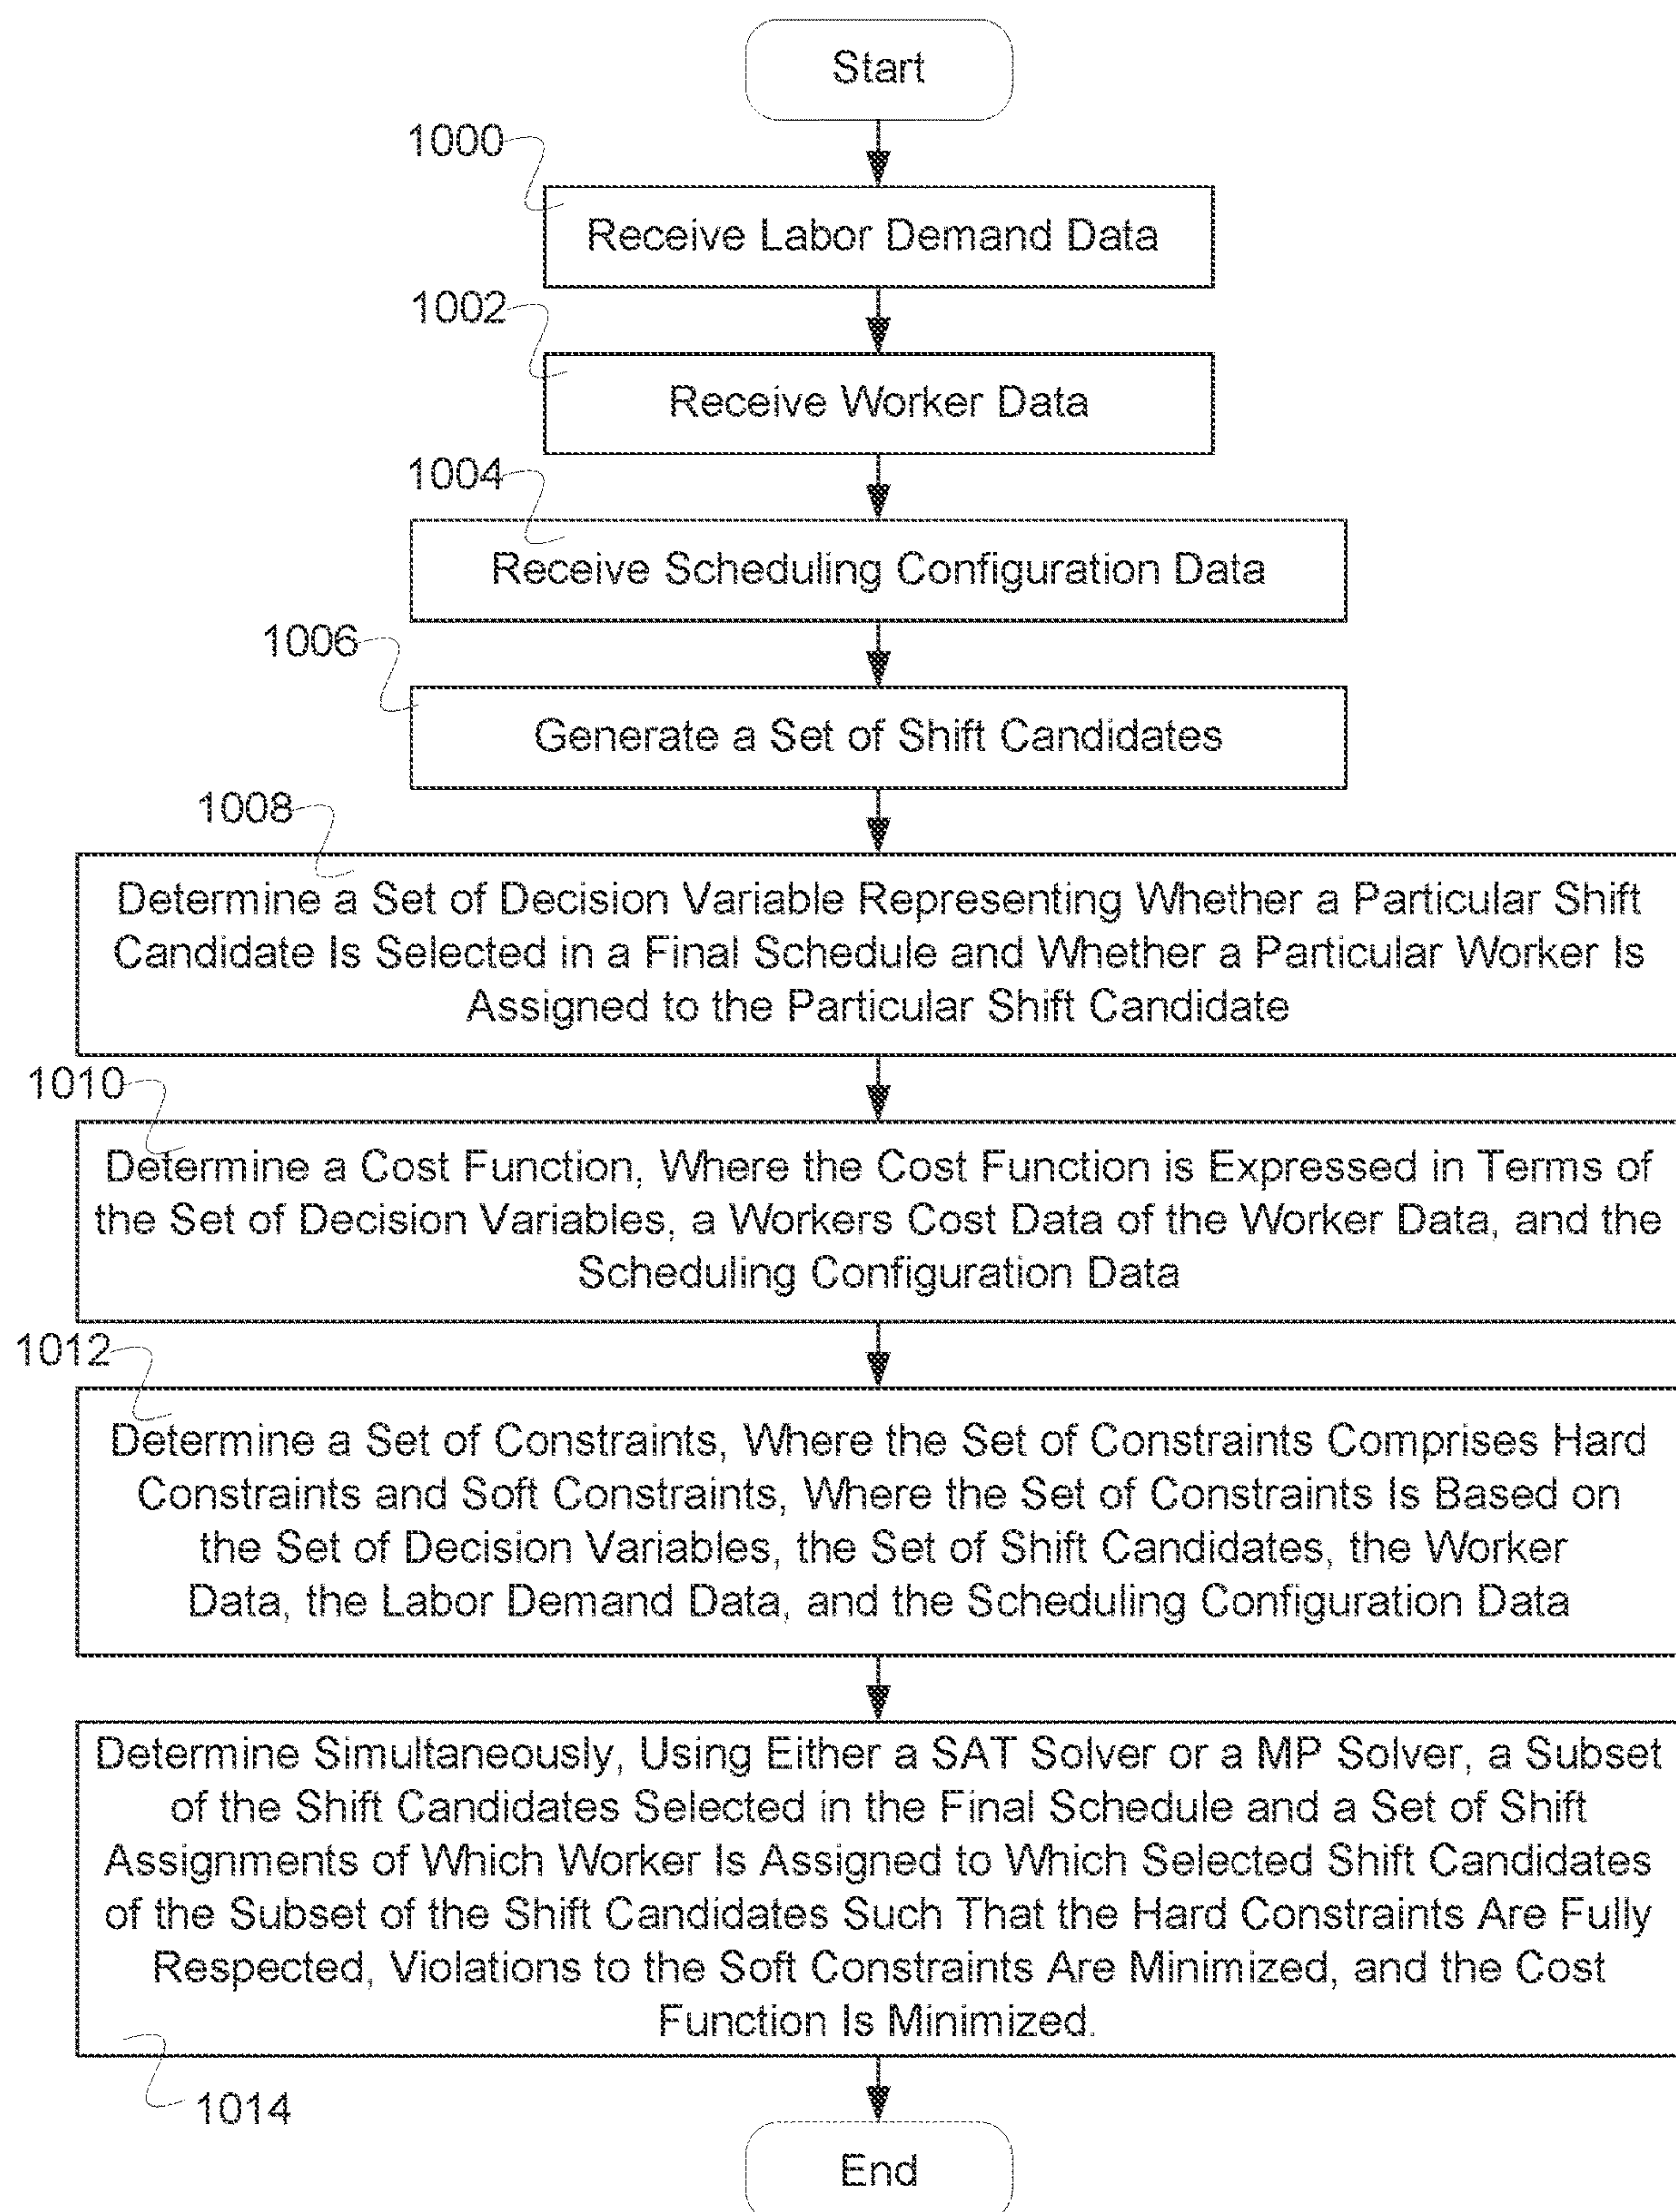 Start
1000
Receive Labor Demand Data
1002
Receive Worker Data
1004
Receive Scheduling Configuration Data
1006
Generate a Set of Shift Candidates
1008
Determine a Set of Decision Variable Representing Whether a Particular Shift
Candidate Is Selected in a Final Schedule and Whether a Particular Worker Is
Assigned to the Particular Shift Candidate
1010
Determine a Cost Function, Where the Cost Function is Expressed in Terms of
the Set of Decision Variables, a Workers Cost Data of the Worker Data, and the
Scheduling Configuration Data
1012
Determine a Set of Constraints, Where the Set of Constraints Comprises Hard
Constraints and Soft Constraints, Where the Set of Constraints Is Based on
the Set of Decision Variables, the Set of Shift Candidates, the Worker
Data, the Labor Demand Data, and the Scheduling Configuration Data
Determine Simultaneously, Using Either a SAT Solver or a MP Solver, a Subset
of the Shift Candidates Selected in the Final Schedule and a Set of Shift
Assignments of Which Worker Is Assigned to Which Selected Shift Candidates
of the Subset of the Shift Candidates Such That the Hard Constraints Are Fully
Respected, Violations to the Soft Constraints Are Minimized, and the Cost
Function Is Minimized.
1014
End